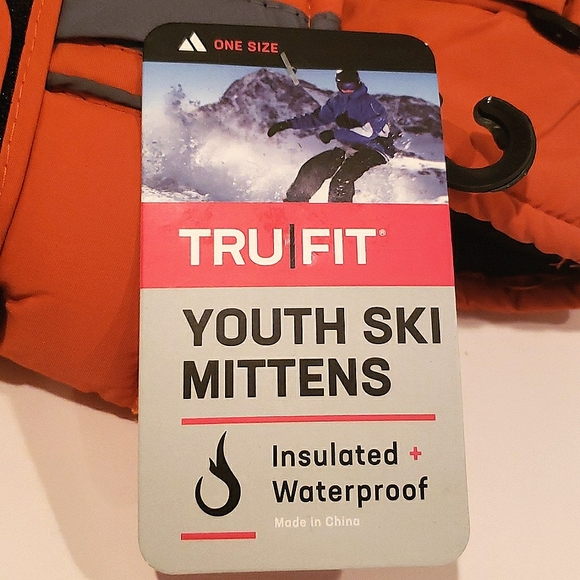 ONE SIZE
TRU|FIT®
YOUTH SKI
MITTENS
Insulated +
Waterproof
Made in China